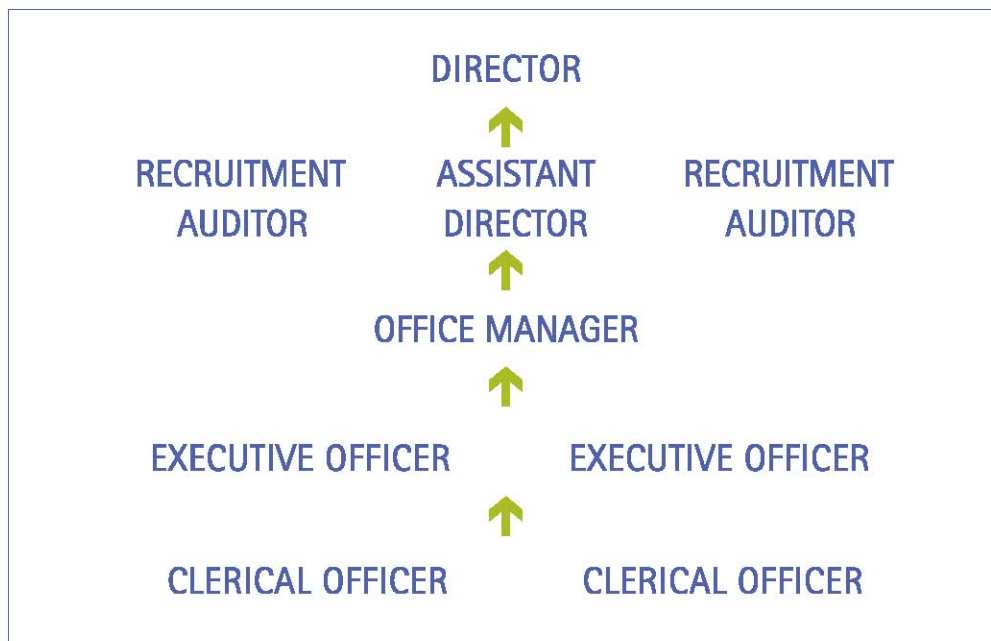 DIRECTOR
RECRUITMENT AUDITOR
ASSISTANT DIRECTOR
RECRUITMENT AUDITOR
OFFICE MANAGER
EXECUTIVE OFFICER EXECUTIVE OFFICER
CLERICAL OFFICER CLERICAL OFFICER